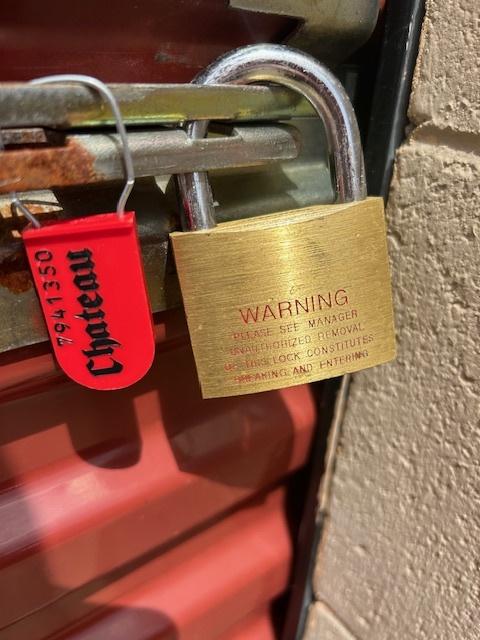 7941350
Chateau
WARNING
PLEASE SEE MANAGER
UNAUTHORIZED REMOVAL
OF THIS LOCK CONSTITUTES
BREAKING AND ENTERING